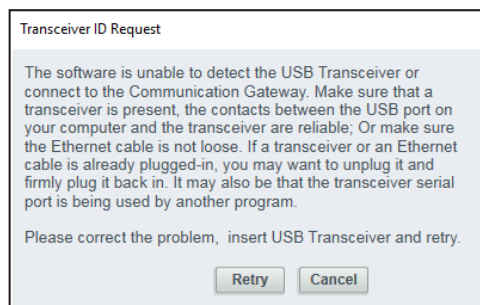 Transceiver ID Request
The software is unable to detect the USB Transceiver or
connect to the Communication Gateway. Make sure that a
transceiver is present, the contacts between the USB port on
your computer and the transceiver are reliable; Or make sure
the Ethernet cable is not loose. If a transceiver or an Ethernet
cable is already plugged-in, you may want to unplug it and
firmly plug it back in. It may also be that the transceiver serial
port is being used by another program.
Please correct the problem, insert USB Transceiver and retry.
Retry Cancel